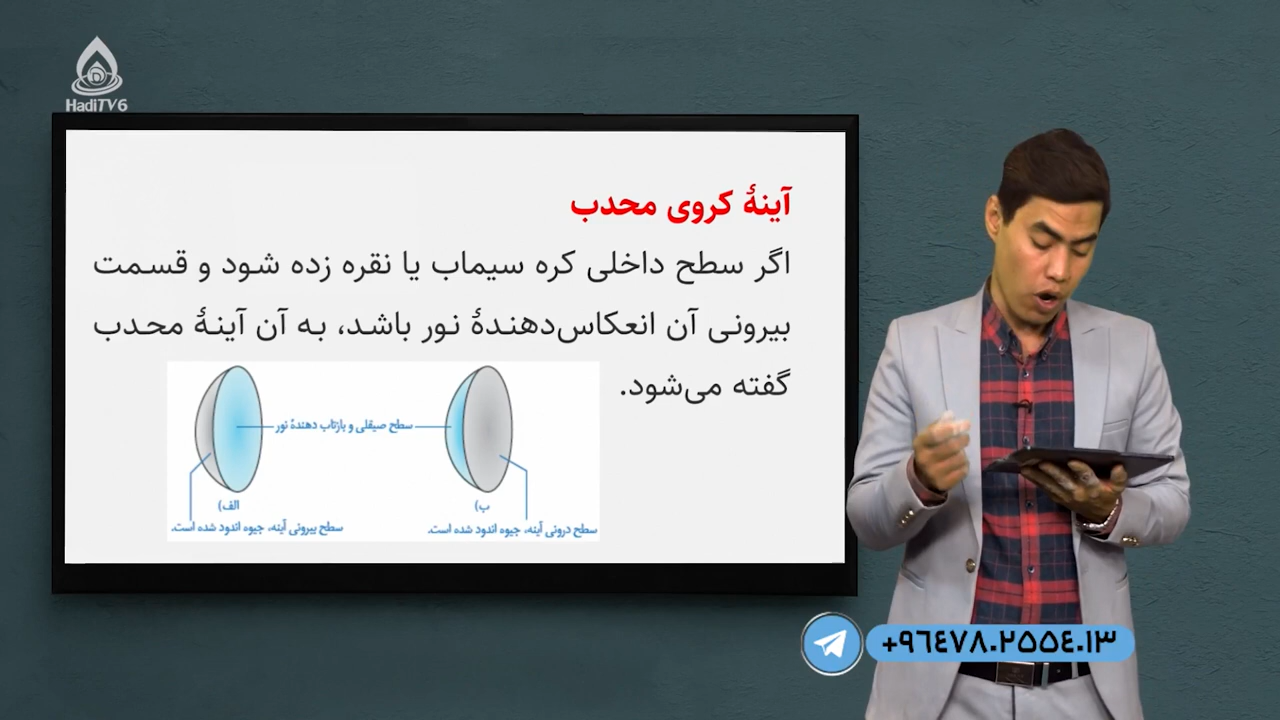 HadiTV6
آینهٔ کروی محدب
اگر سطح داخلی کره سیماب یا نقره زده شود و قسمت
بیرونی آن انعکاس‌دهندهٔ نور باشد، به آن آینهٔ محدب
گفته می‌شود.
سطح صیقلی و بازتاب دهندهٔ نور
ب)
الف)
سطح درونی آینه، جیوه اندود شده است.
سطح بیرونی آینه، جیوه اندود شده است.
+٩٦٤٧٨٠٢٥٥٤٠١٣